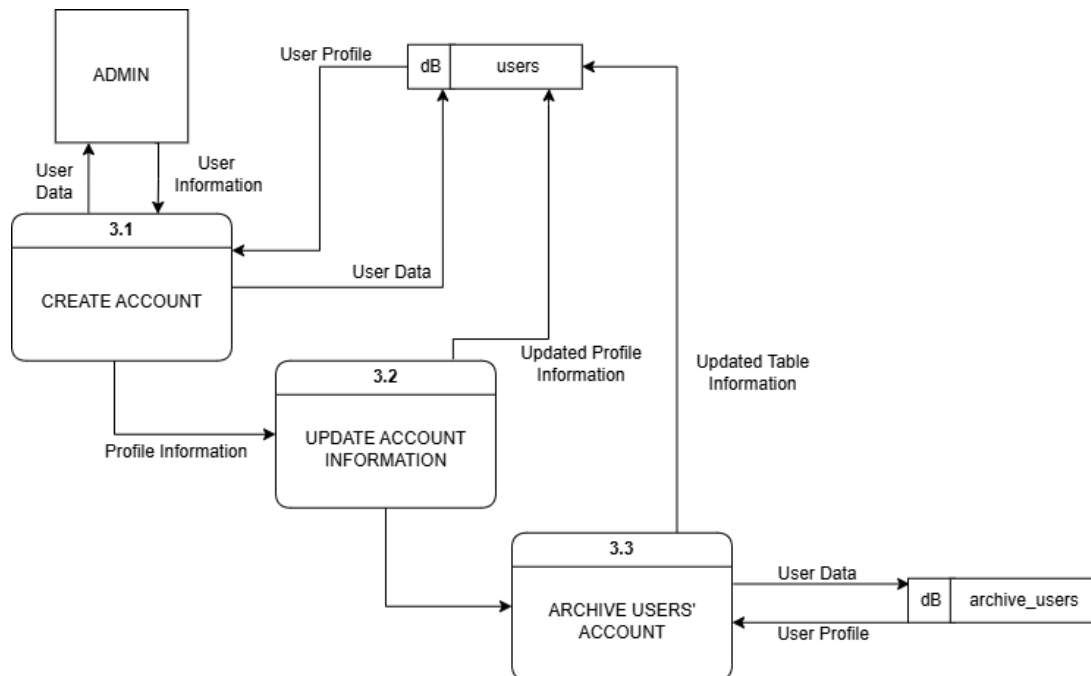 ADMIN
User Profile
dB
users
User
Data
User
Information
3.1
CREATE ACCOUNT
User Data
Updated Profile
Information
Updated Table
Information
3.2
UPDATE ACCOUNT
INFORMATION
Profile Information
3.3
ARCHIVE USERS'
ACCOUNT
User Data
dB
archive_users
User Profile